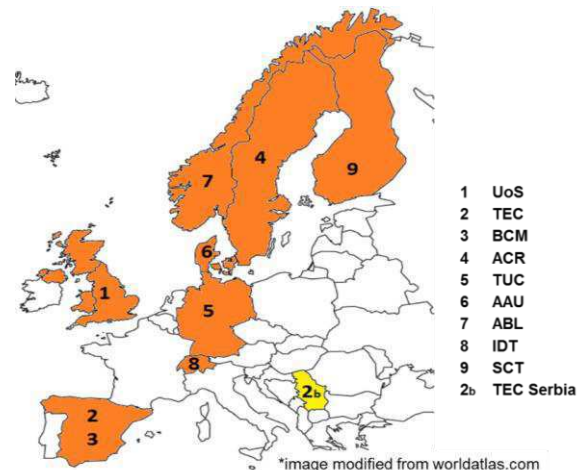 4
7
9
6
1
5
8
2
3
2b
1 UoS
2 TEC
3 BCM
4 ACR
5 TUC
6 AAU
7 ABL
8 IDT
9 SCT
2b TEC Serbia
*image modified from worldatlas.com